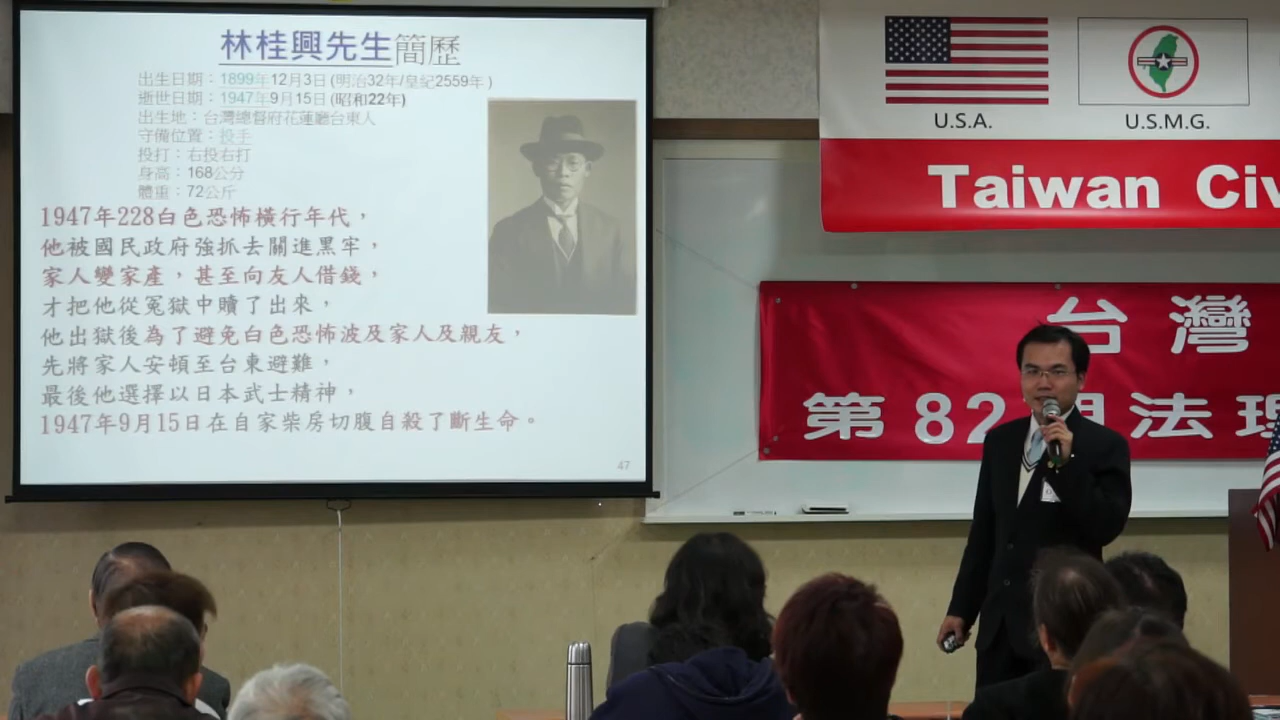 林桂興先生簡歷
出生日期：1899年12月3日 (明治32年/皇紀2559年 )
逝世日期：1947年9月15日 (昭和22年)
出生地：台灣總督府花蓮廳台東人
守備位置：投手
投打：右投右打
身高：168公分
體重：72公斤
1947年228白色恐怖橫行年代，
他被國民政府強抓去關進黑牢，
家人變家產，甚至向友人借錢，
才把他從冤獄中贖了出來，
他出獄後為了避免白色恐怖波及家人及親友，
先將家人安頓至台東避難，
最後他選擇以日本武士精神，
1947年9月15日在自家柴房切腹自殺了斷生命。
47
U.S.A.
U.S.M.G.
Taiwan Civ
台灣
第82期法理